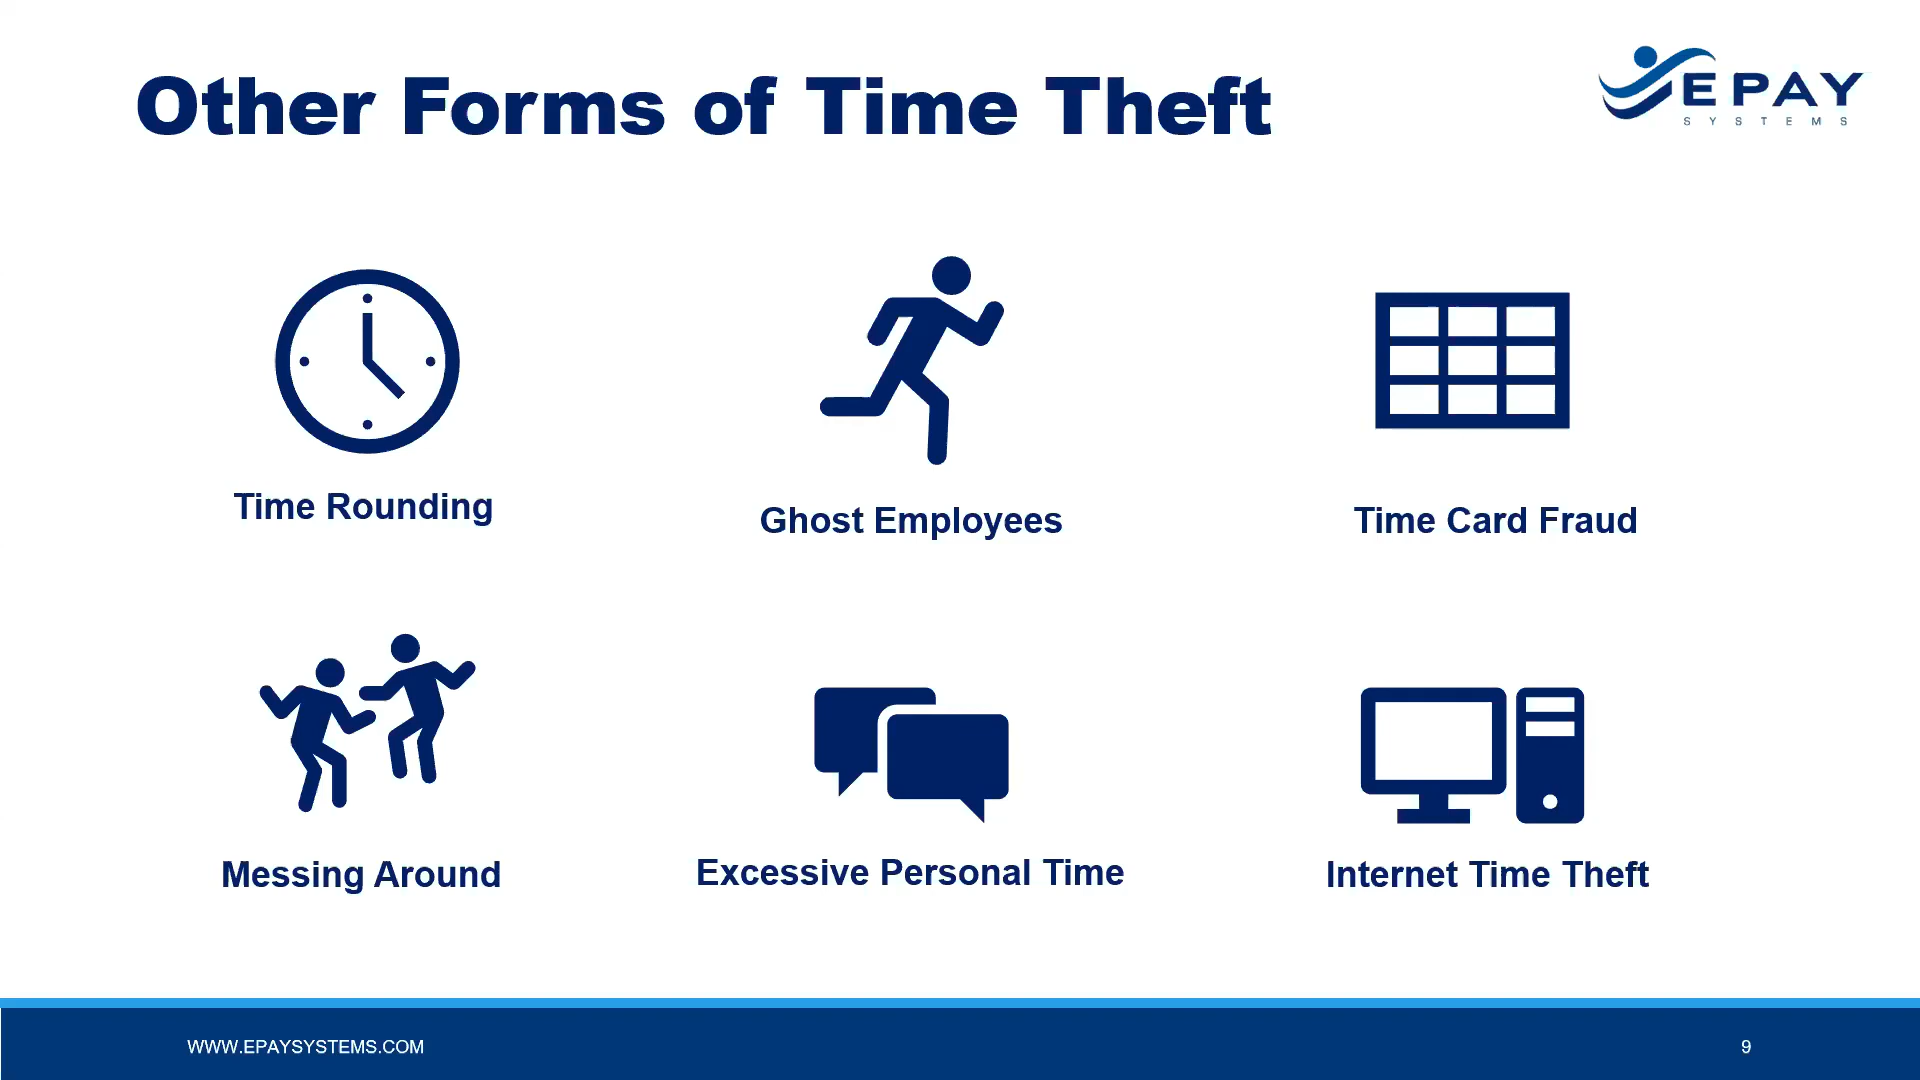 Other Forms of Time Theft
EPAY
SYSTEMS
Time Rounding
Ghost Employees
Time Card Fraud
Messing Around
Excessive Personal Time
Internet Time Theft
WWW.EPAYSYSTEMS.COM
9